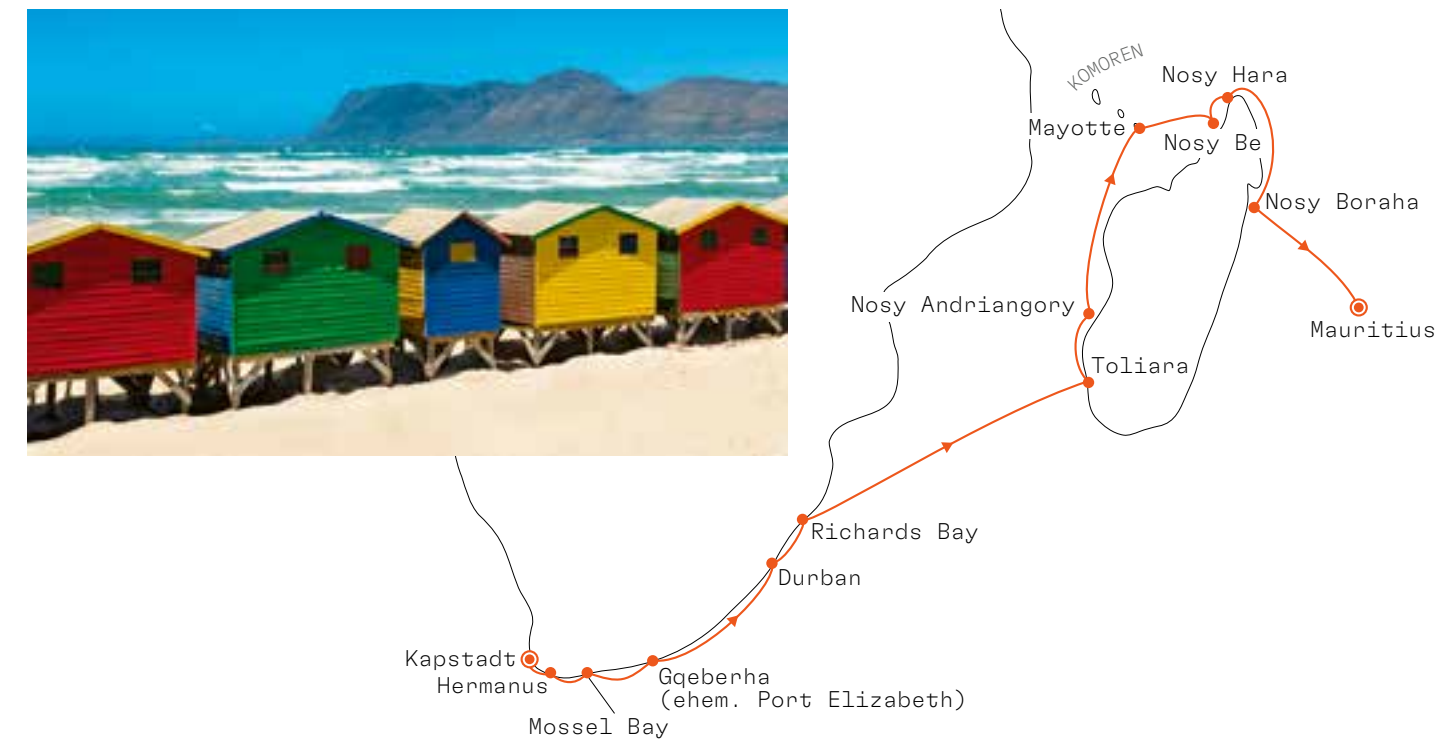 KOMOREN
Nosy Hara
Mayotte
Nosy Be
Nosy Boraha
Nosy Andriangory
Mauritius
Toliara
Richards Bay
Durban
Kapstadt
Hermanus
Gqeberha
(ehem. Port Elizabeth)
Mossel Bay